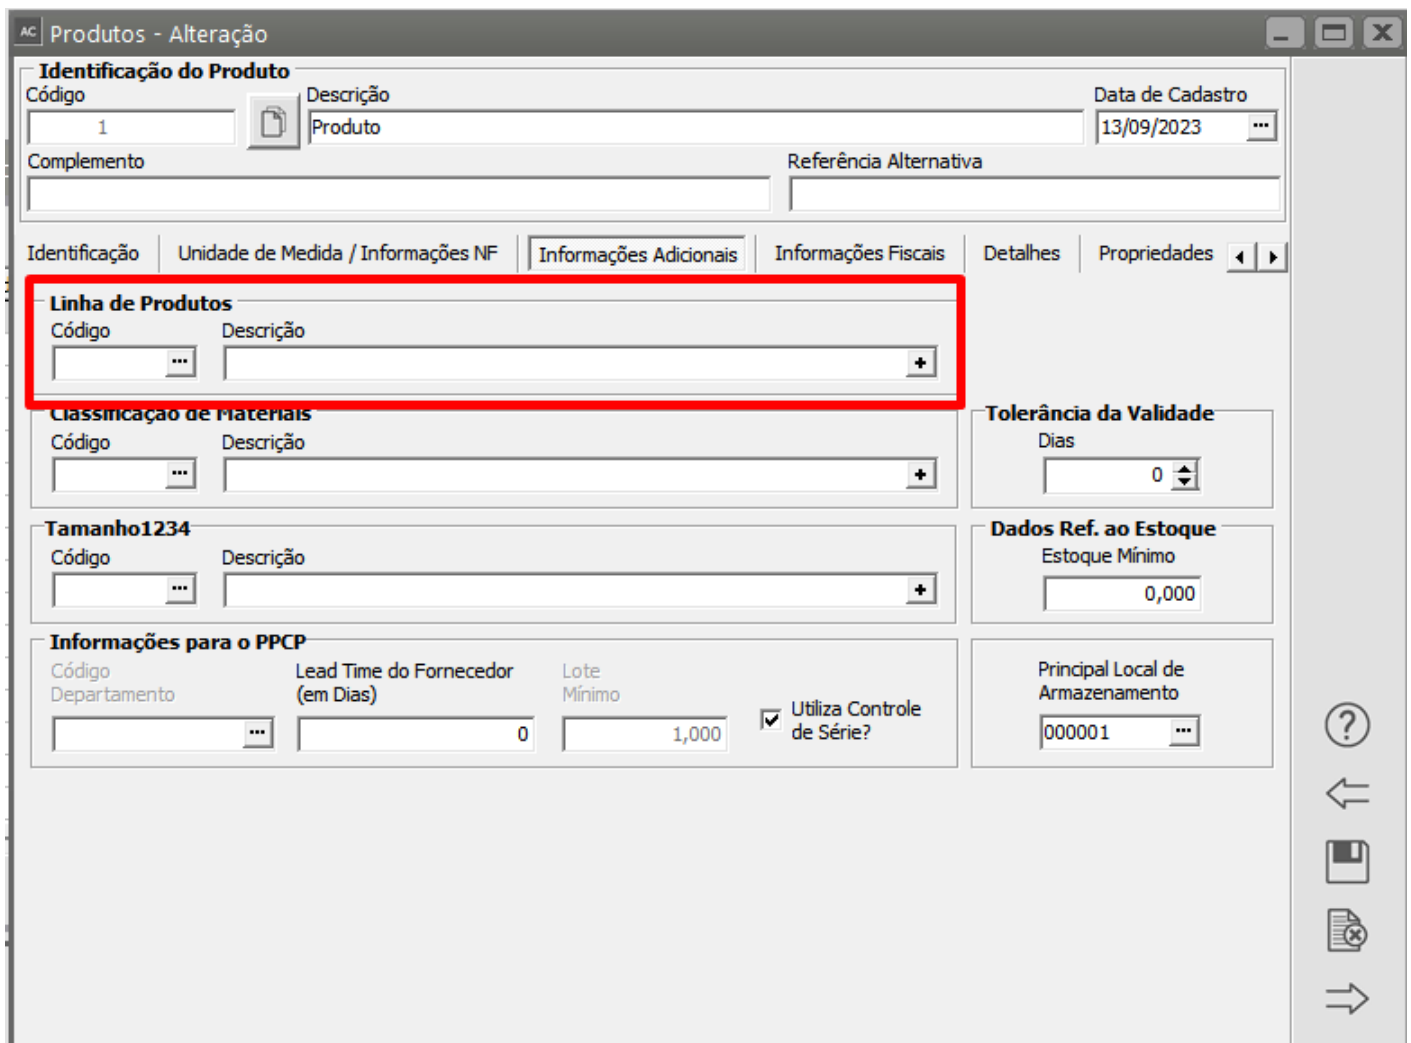 AC Produtos - Alteração
Identificação do Produto
Código Descrição Data de Cadastro
1 Produto 13/09/2023 ...
Complemento Referência Alternativa
Identificação Unidade de Medida / Informações NF Informações Adicionais Informações Fiscais Detalhes Propriedades
Linha de Produtos
Código Descrição
... +
Classificação de Materiais Tolerância da Validade
Código Descrição Dias
... + 0
Tamanho1234 Dados Ref. ao Estoque
Código Descrição Estoque Mínimo
... + 0,000
Informações para o PPCP
Código Lead Time do Fornecedor Lote Principal Local de
Departamento (em Dias) Mínimo Armazenamento
Utiliza Controle
... 0 1,000 de Série? 000001 ...
?